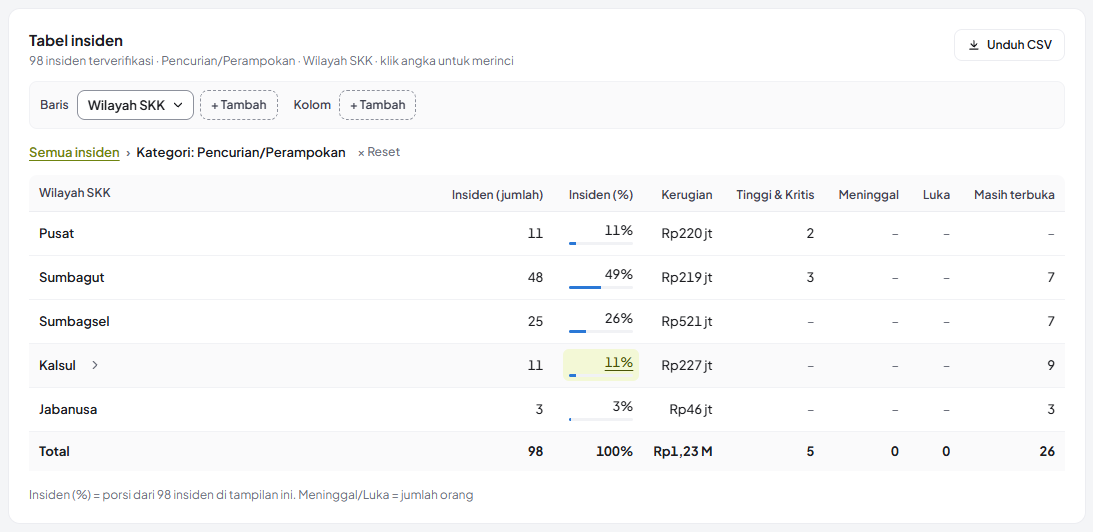 Tabel insiden
98 insiden terverifikasi · Pencurian/Perampokan · Wilayah SKK · klik angka untuk merinci
Unduh CSV
Baris Wilayah SKK + Tambah Kolom + Tambah
Semua insiden › Kategori: Pencurian/Perampokan × Reset
Wilayah SKK Insiden (jumlah) Insiden (%) Kerugian Tinggi & Kritis Meninggal Luka Masih terbuka
Pusat 11 11% Rp220 jt 2 – – –
Sumbagut 48 49% Rp219 jt 3 – – 7
Sumbagsel 25 26% Rp521 jt – – – 7
Kalsul › 11 11% Rp227 jt – – – 9
Jabanusa 3 3% Rp46 jt – – – 3
Total 98 100% Rp1,23 M 5 0 0 26
Insiden (%) = porsi dari 98 insiden di tampilan ini. Meninggal/Luka = jumlah orang